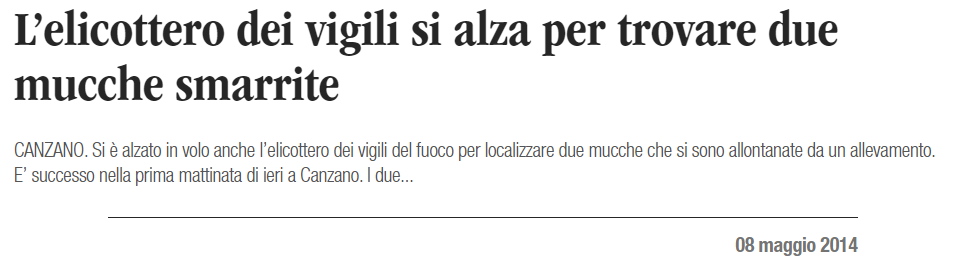 L’elicottero dei vigili si alza per trovare due
mucche smarrite
CANZANO. Si è alzato in volo anche l’elicottero dei vigili del fuoco per localizzare due mucche che si sono allontanate da un allevamento.
E’ successo nella prima mattinata di ieri a Canzano. I due...
08 maggio 2014